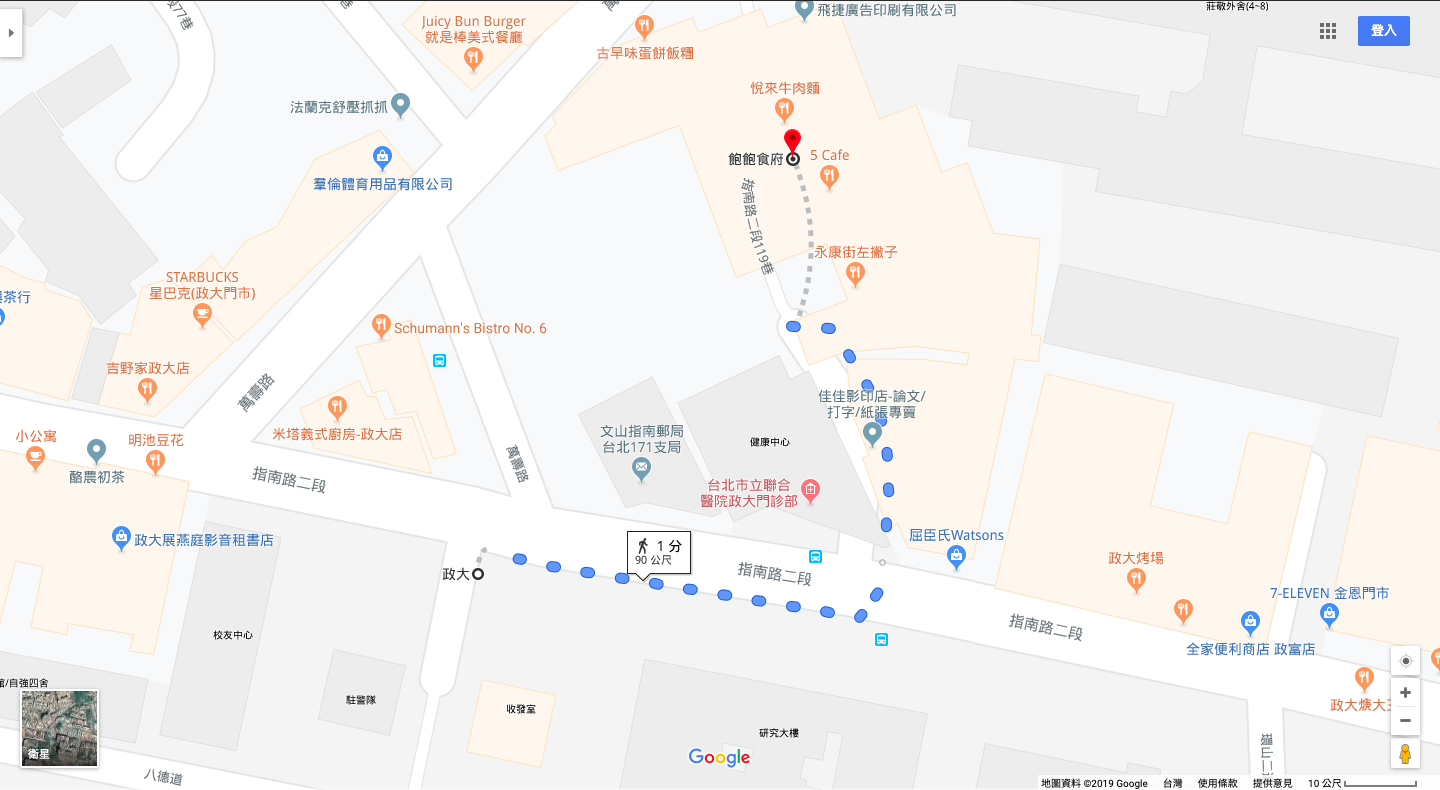 段77巷
Juicy Bun Burger
就是棒美式餐廳
萬
古早味蛋餅飯糰
飛捷廣告印刷有限公司
莊敬外舍(4~8)
登入
法蘭克舒壓抓抓
悅來牛肉麵
飽飽食府
5 Cafe
羣倫體育用品有限公司
指南路二段119巷
永康街左撇子
STARBUCKS
星巴克(政大門市)
茶行
Schumann's Bistro No. 6
吉野家政大店
萬壽路
米塔義式廚房-政大店
佳佳影印店-論文/
打字/紙張專賣
小公寓
明池豆花
酪農初茶
文山指南郵局
台北171支局
健康中心
萬壽路
指南路二段
台北市立聯合
醫院政大門診部
政大展燕庭影音租書店
屈臣氏Watsons
1 分
90 公尺
政大
指南路二段
政大烤場
7-ELEVEN 金恩門市
指南路二段
校友中心
全家便利商店 政富店
館/自強四舍
駐警隊
收發室
政大煥大
研究大樓
衛星
Google
八德道
地圖資料 ©2019 Google
台灣
使用條款
提供意見
10 公尺